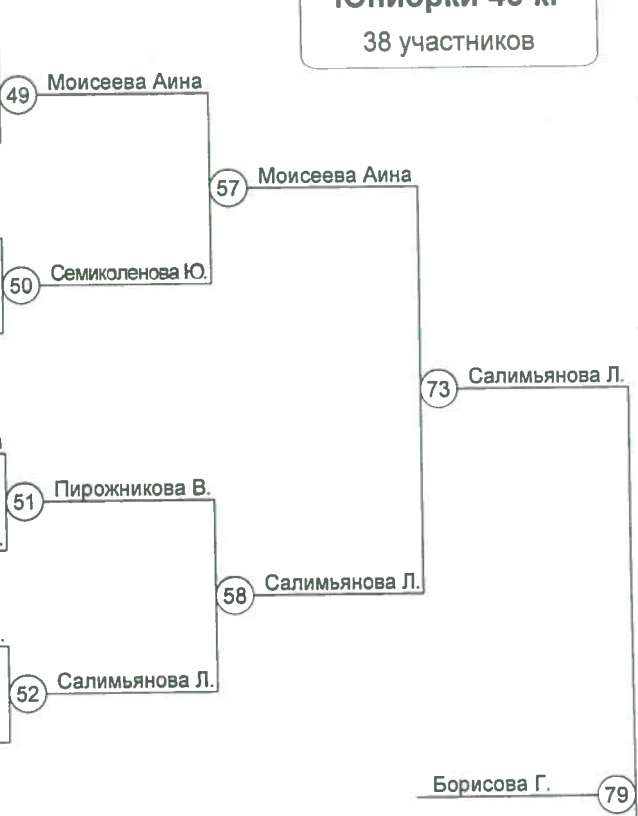 38 участников
49 Моисеева Аина
57 Моисеева Аина
50 Семиколенова Ю.
73 Салимьянова Л.
51 Пирожникова В.
58 Салимьянова Л.
52 Салимьянова Л.
Борисова Г. 79